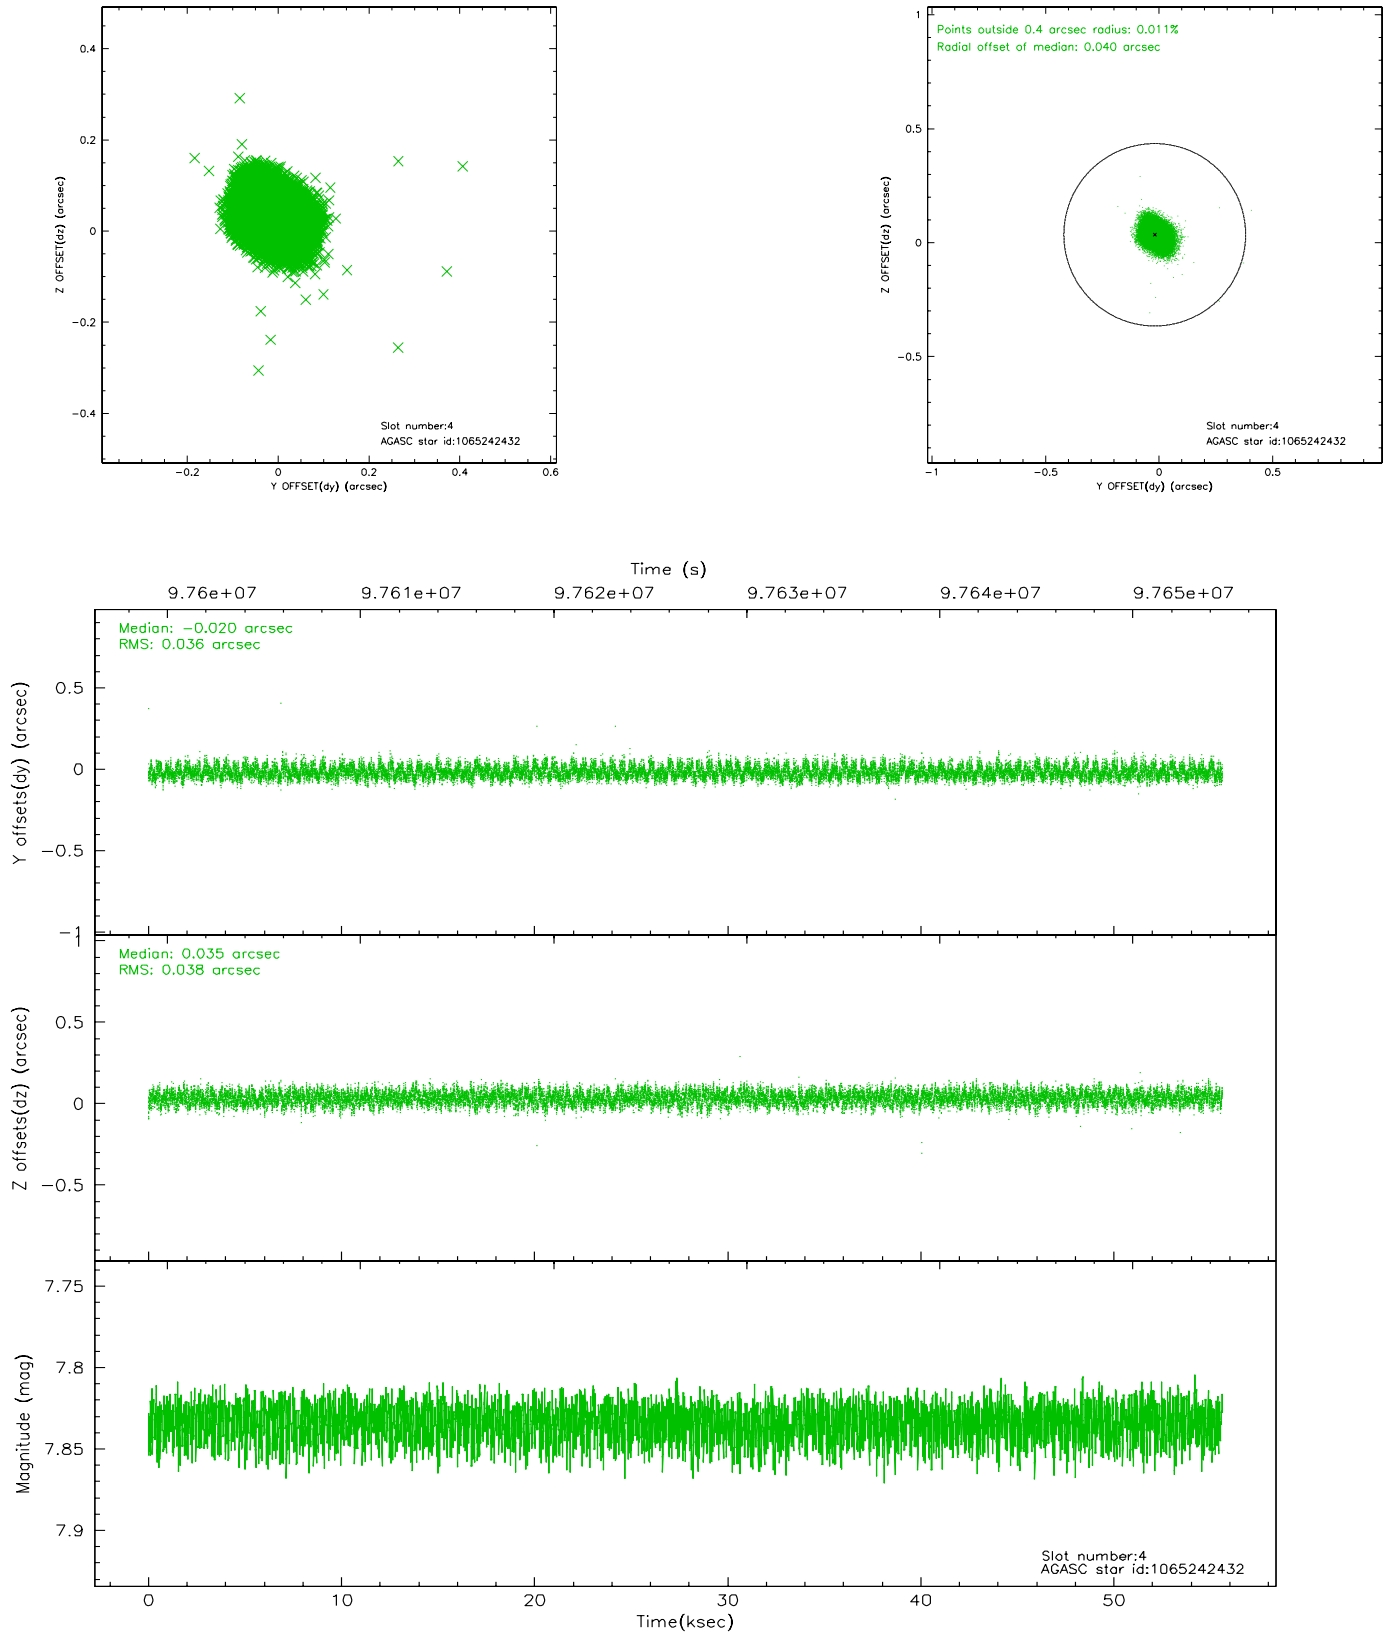 0.4
0.2
0
−0.2
−0.4
Z OFFSET(dz) (arcsec)
Slot number:4
AGASC star id:1065242432
−0.2 0 0.2 0.4 0.6
Y OFFSET(dy) (arcsec)
Points outside 0.4 arcsec radius: 0.011%
Radial offset of median: 0.040 arcsec
1
0.5
0
−0.5
Z OFFSET(dz) (arcsec)
Slot number:4
AGASC star id:1065242432
−1 −0.5 0 0.5
Y OFFSET(dy) (arcsec)
Time (s)
9.76e+07 9.761e+07 9.762e+07 9.763e+07 9.764e+07 9.765e+07
Median: −0.020 arcsec
RMS: 0.036 arcsec
0.5
0
−0.5
−1
Y offsets(dy) (arcsec)
Median: 0.035 arcsec
RMS: 0.038 arcsec
1
0.5
0
−0.5
Z offsets(dz) (arcsec)
7.75
7.8
7.85
7.9
Magnitude (mag)
Slot number:4
AGASC star id:1065242432
0 10 20 30 40 50
Time(ksec)